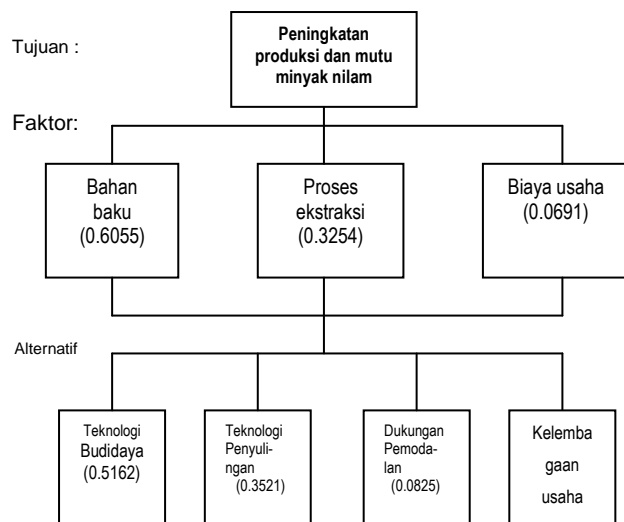 Tujuan :
Peningkatan
produksi dan mutu
minyak nilam
Faktor:
Bahan
baku
(0.6055)
Proses
ekstraksi
(0.3254)
Biaya usaha
(0.0691)
Alternatif
Teknologi
Budidaya
(0.5162)
Teknologi
Penyuli-
ngan
(0.3521)
Dukungan
Pemoda-
lan
(0.0825)
Kelemba
gaan
usaha